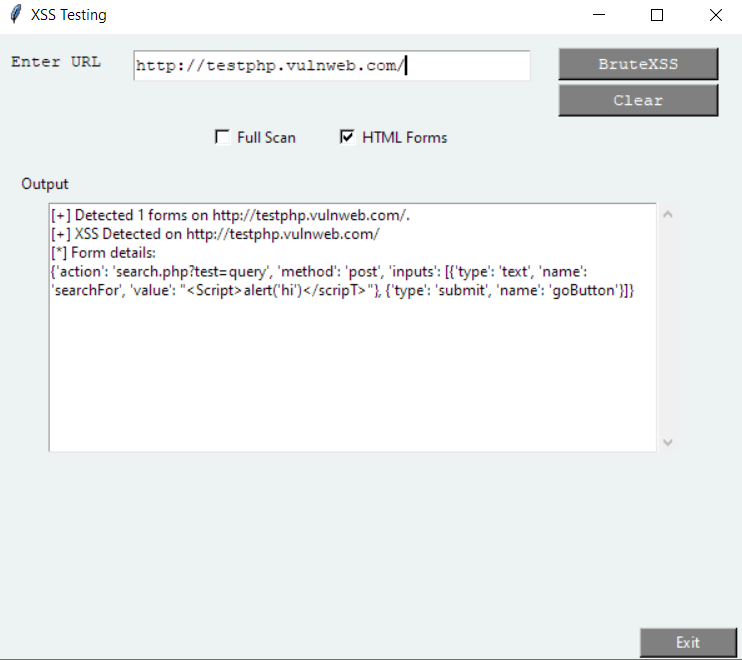 XSS Testing
Enter URL
http://testphp.vulnweb.com/
BruteXSS
Clear
Full Scan
HTML Forms
Output
[+] Detected 1 forms on http://testphp.vulnweb.com/.
[+] XSS Detected on http://testphp.vulnweb.com/
[*] Form details:
{'action': 'search.php?test=query', 'method': 'post', 'inputs': [{'type': 'text', 'name':
'searchFor', 'value': "<Script>alert('hi')</scripT>"}, {'type': 'submit', 'name': 'goButton'}]}
Exit